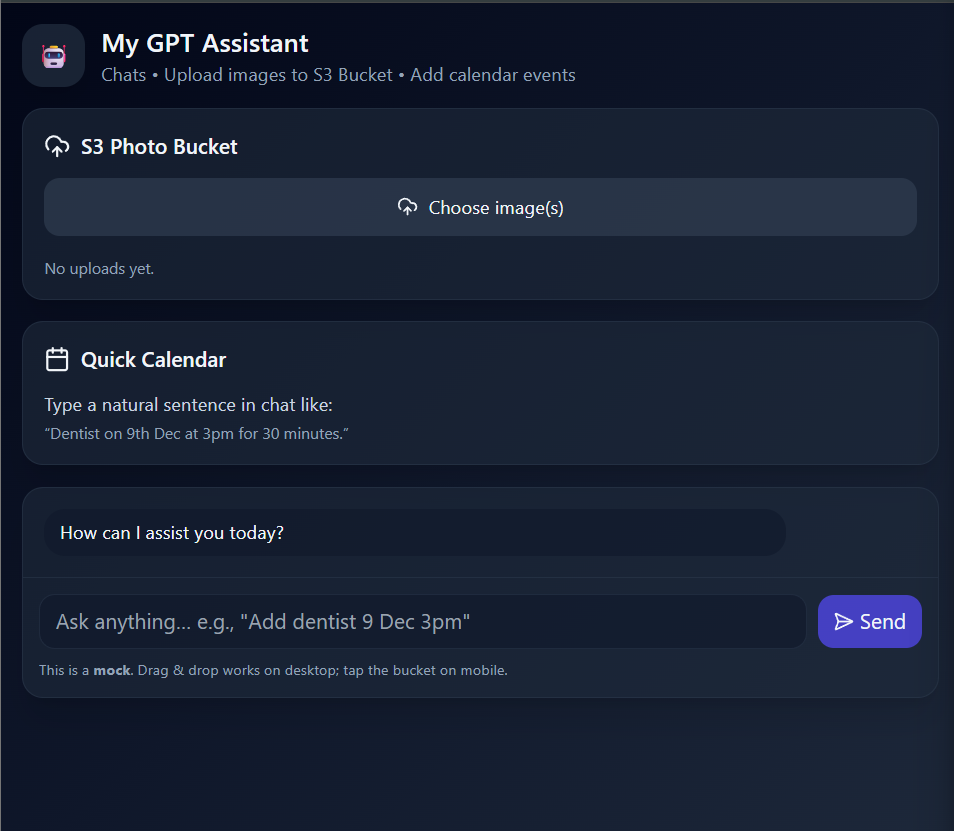 My GPT Assistant
Chats • Upload images to S3 Bucket • Add calendar events
S3 Photo Bucket
Choose image(s)
No uploads yet.
Quick Calendar
Type a natural sentence in chat like:
“Dentist on 9th Dec at 3pm for 30 minutes.”
How can I assist you today?
Ask anything... e.g., "Add dentist 9 Dec 3pm"
Send
This is a mock. Drag & drop works on desktop; tap the bucket on mobile.